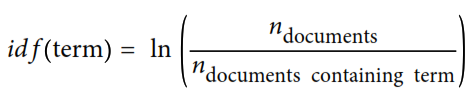 idf(term) = ln ( n_documents / n_documents containing term )